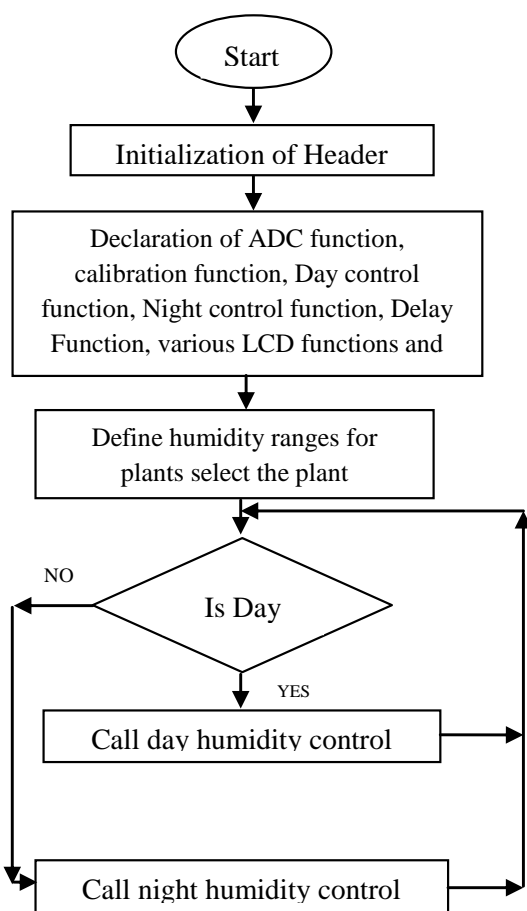 Start
Initialization of Header
Declaration of ADC function,
calibration function, Day control
function, Night control function, Delay
Function, various LCD functions and
Define humidity ranges for
plants select the plant
NO
Is Day
YES
Call day humidity control
Call night humidity control